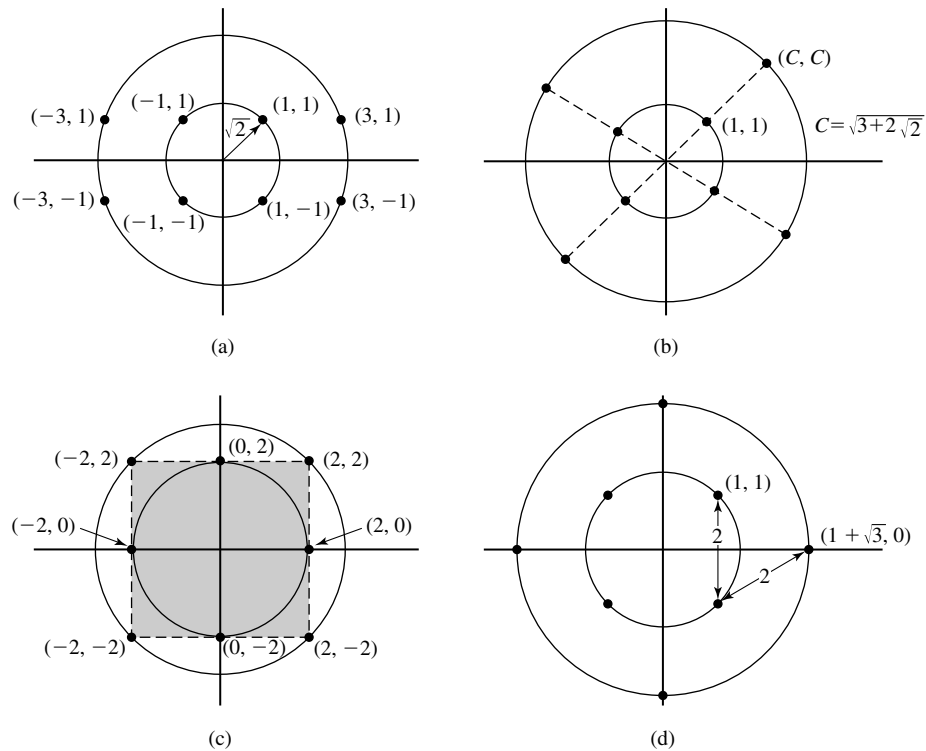 (−1, 1) (1, 1)
(−3, 1) (3, 1)
√2
(−3, −1) (3, −1)
(−1, −1) (1, −1)
(a)
(C, C)
(1, 1)
C=√(3+2√2)
(b)
(−2, 2) (0, 2) (2, 2)
(−2, 0) (2, 0)
(−2, −2) (0, −2) (2, −2)
(c)
(1, 1)
(1 + √3, 0)
2
2
(d)